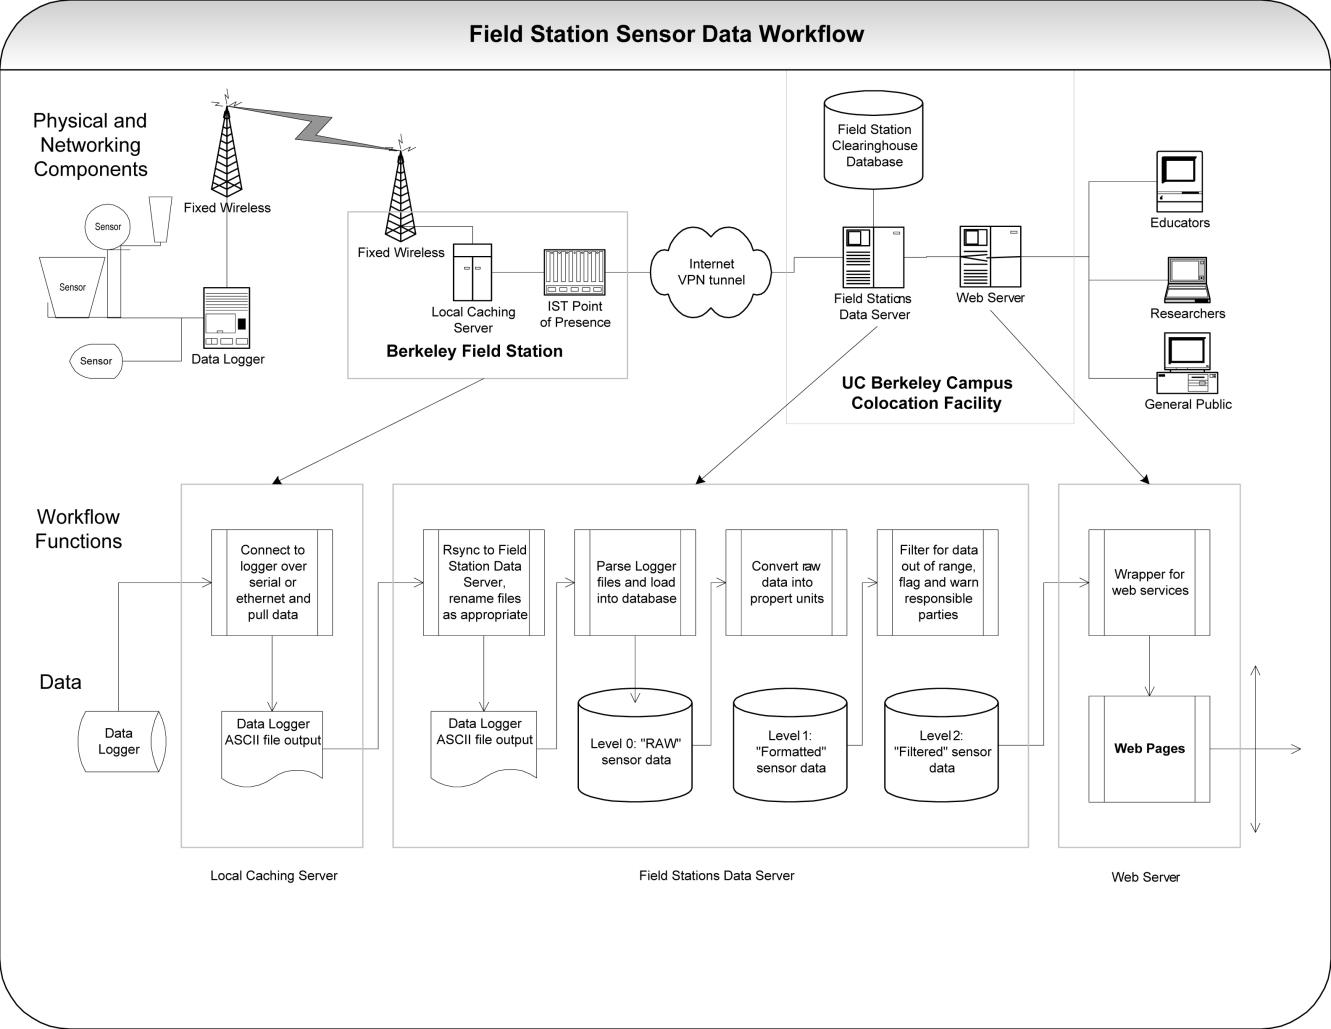 Field Station Sensor Data Workflow
Physical and
Networking
Components
Fixed Wireless
Sensor
Sensor
Sensor
Data Logger
Fixed Wireless
Local Caching
Server
IST Point
of Presence
Berkeley Field Station
Internet
VPN tunnel
Field Station
Clearinghouse
Database
Field Stations
Data Server
Web Server
UC Berkeley Campus
Colocation Facility
Educators
Researchers
General Public
Workflow
Functions
Connect to
logger over
serial or
ethernet and
pull data
Rsync to Field
Station Data
Server,
rename files
as appropriate
Parse Logger
files and load
into database
Convert raw
data into
propert units
Filter for data
out of range,
flag and warn
responsible
parties
Wrapper for
web services
Data
Data
Logger
Data Logger
ASCII file output
Data Logger
ASCII file output
Level 0: "RAW"
sensor data
Level 1:
"Formatted"
sensor data
Level 2:
"Filtered" sensor
data
Web Pages
Local Caching Server
Field Stations Data Server
Web Server